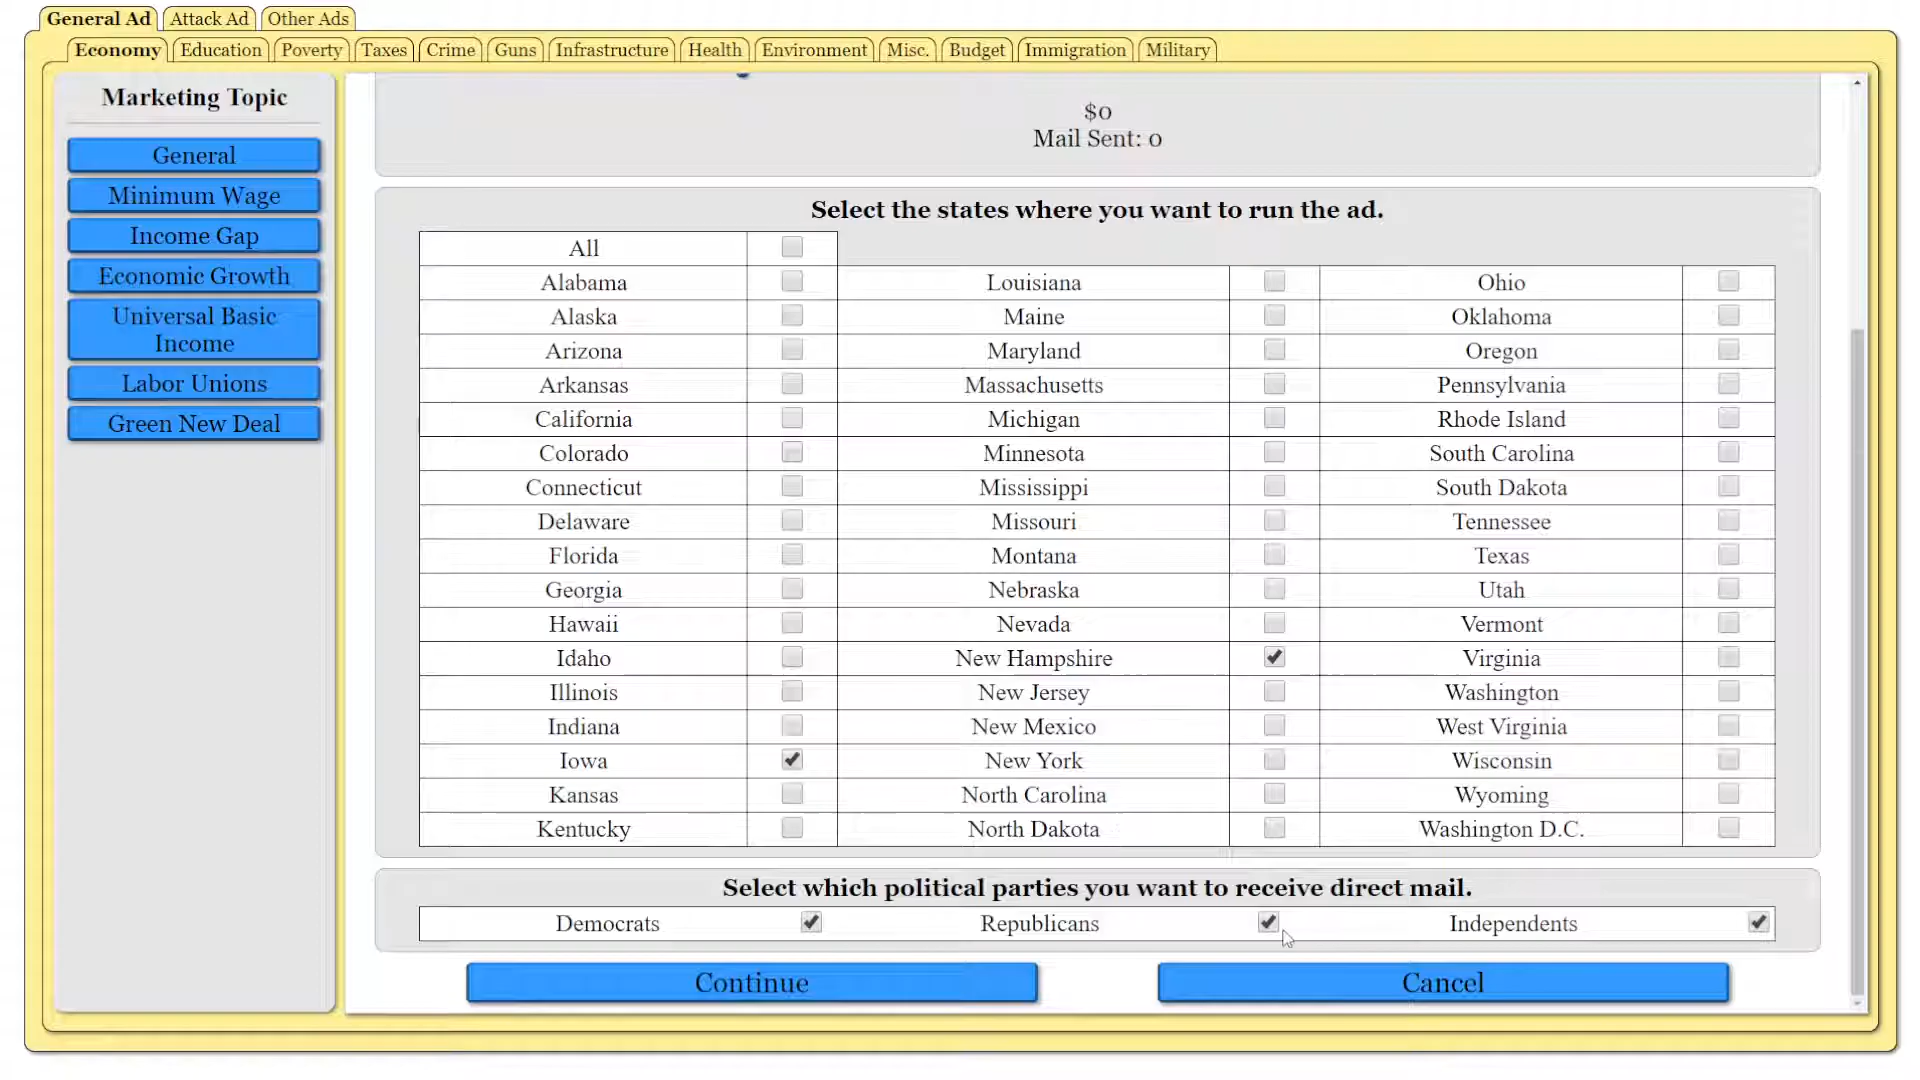 General Ad Attack Ad Other Ads
Economy Education Poverty Taxes Crime Guns Infrastructure Health Environment Misc. Budget Immigration Military
Marketing Topic
General
Minimum Wage
Income Gap
Economic Growth
Universal Basic
Income
Labor Unions
Green New Deal
$0
Mail Sent: 0
Select the states where you want to run the ad.
All
Alabama Louisiana Ohio
Alaska Maine Oklahoma
Arizona Maryland Oregon
Arkansas Massachusetts Pennsylvania
California Michigan Rhode Island
Colorado Minnesota South Carolina
Connecticut Mississippi South Dakota
Delaware Missouri Tennessee
Florida Montana Texas
Georgia Nebraska Utah
Hawaii Nevada Vermont
Idaho New Hampshire Virginia
Illinois New Jersey Washington
Indiana New Mexico West Virginia
Iowa New York Wisconsin
Kansas North Carolina Wyoming
Kentucky North Dakota Washington D.C.
Select which political parties you want to receive direct mail.
Democrats Republicans Independents
Continue Cancel